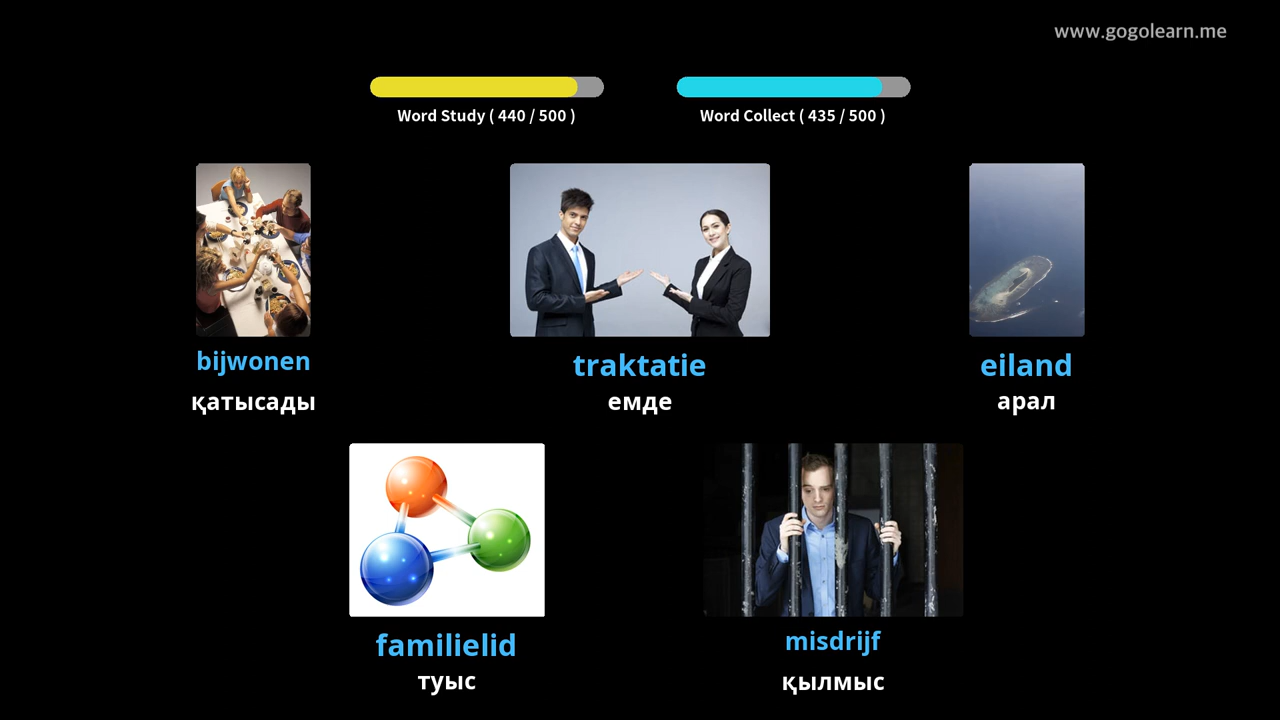 www.gogolearn.me
Word Study ( 440 / 500 )
Word Collect ( 435 / 500 )
bijwonen
қатысады
traktatie
емде
eiland
арал
familielid
туыс
misdrijf
қылмыс